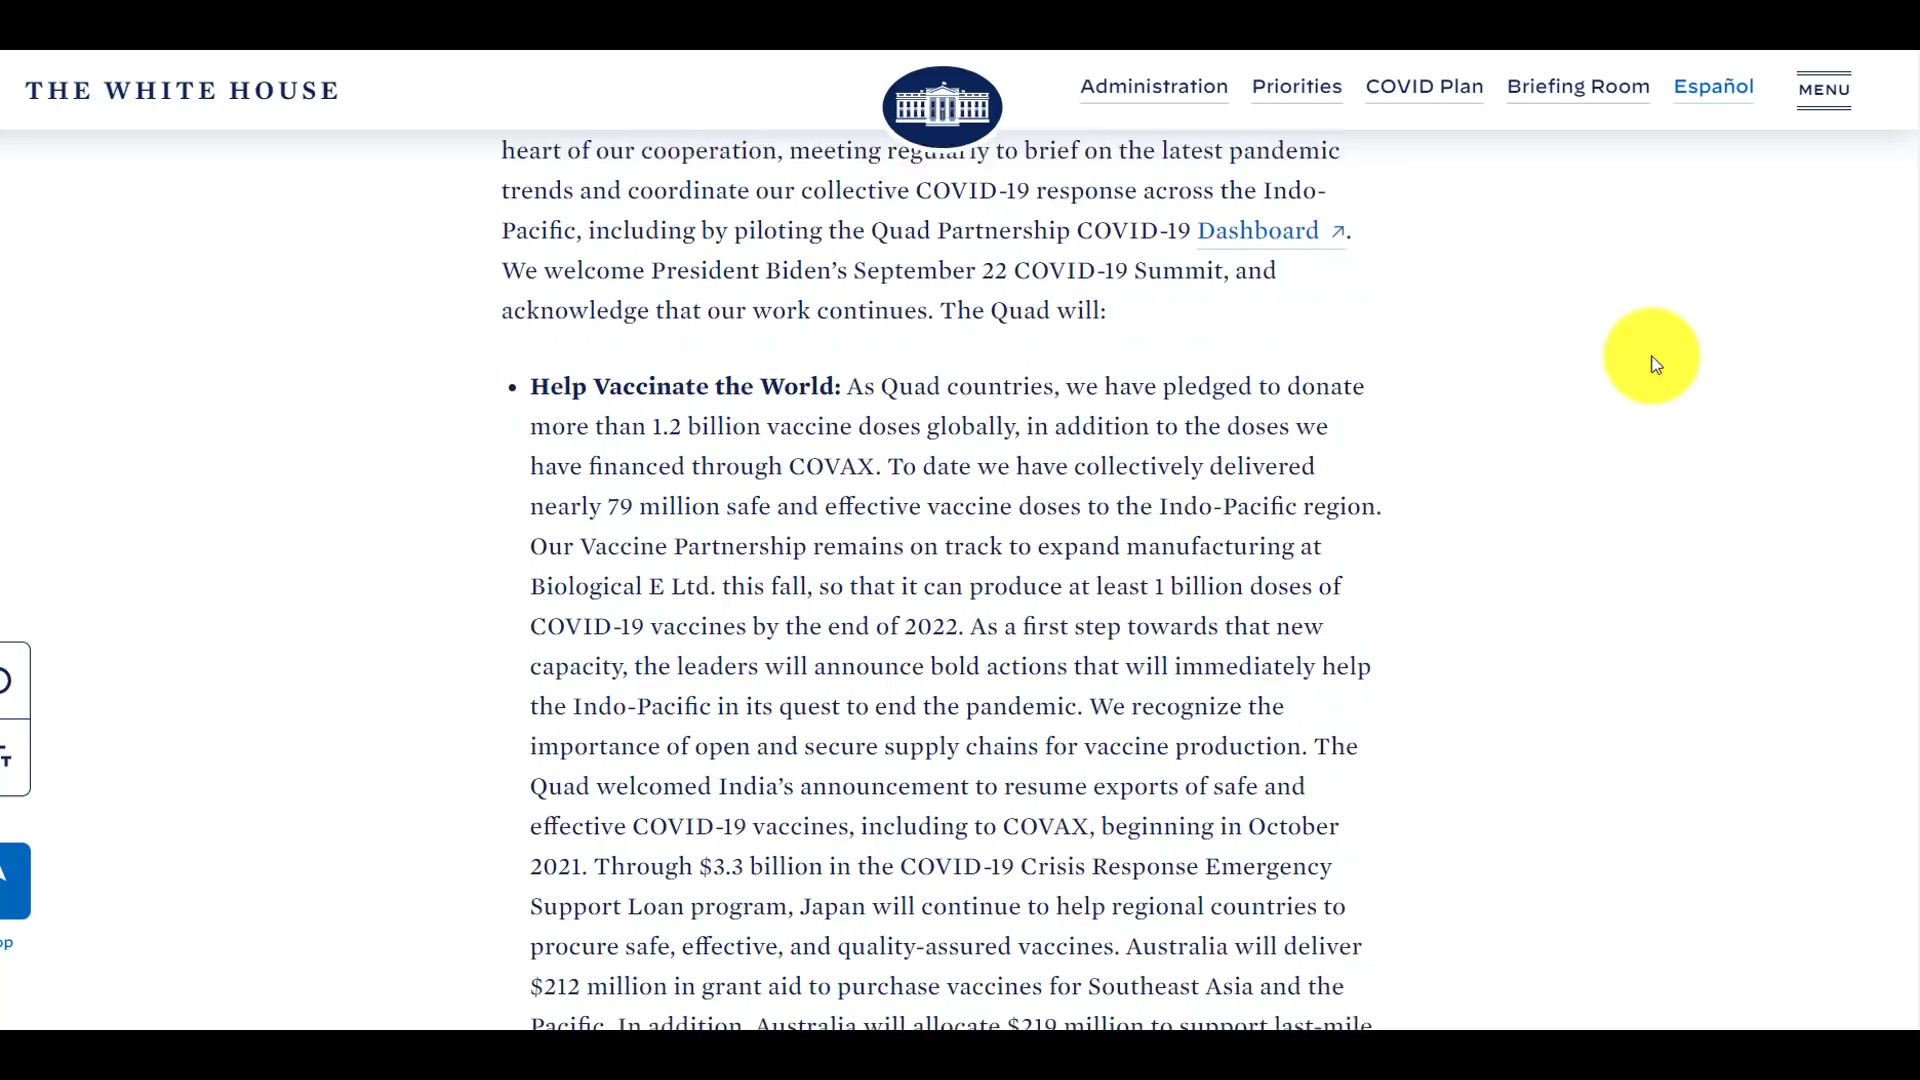 THE WHITE HOUSE
Administration Priorities COVID Plan Briefing Room Español MENU
heart of our cooperation, meeting regularly to brief on the latest pandemic
trends and coordinate our collective COVID-19 response across the Indo-
Pacific, including by piloting the Quad Partnership COVID-19 Dashboard ↗.
We welcome President Biden’s September 22 COVID-19 Summit, and
acknowledge that our work continues. The Quad will:
• Help Vaccinate the World: As Quad countries, we have pledged to donate
more than 1.2 billion vaccine doses globally, in addition to the doses we
have financed through COVAX. To date we have collectively delivered
nearly 79 million safe and effective vaccine doses to the Indo-Pacific region.
Our Vaccine Partnership remains on track to expand manufacturing at
Biological E Ltd. this fall, so that it can produce at least 1 billion doses of
COVID-19 vaccines by the end of 2022. As a first step towards that new
capacity, the leaders will announce bold actions that will immediately help
the Indo-Pacific in its quest to end the pandemic. We recognize the
importance of open and secure supply chains for vaccine production. The
Quad welcomed India’s announcement to resume exports of safe and
effective COVID-19 vaccines, including to COVAX, beginning in October
2021. Through $3.3 billion in the COVID-19 Crisis Response Emergency
Support Loan program, Japan will continue to help regional countries to
procure safe, effective, and quality-assured vaccines. Australia will deliver
$212 million in grant aid to purchase vaccines for Southeast Asia and the
Pacific. In addition, Australia will allocate $219 million to support last-mile